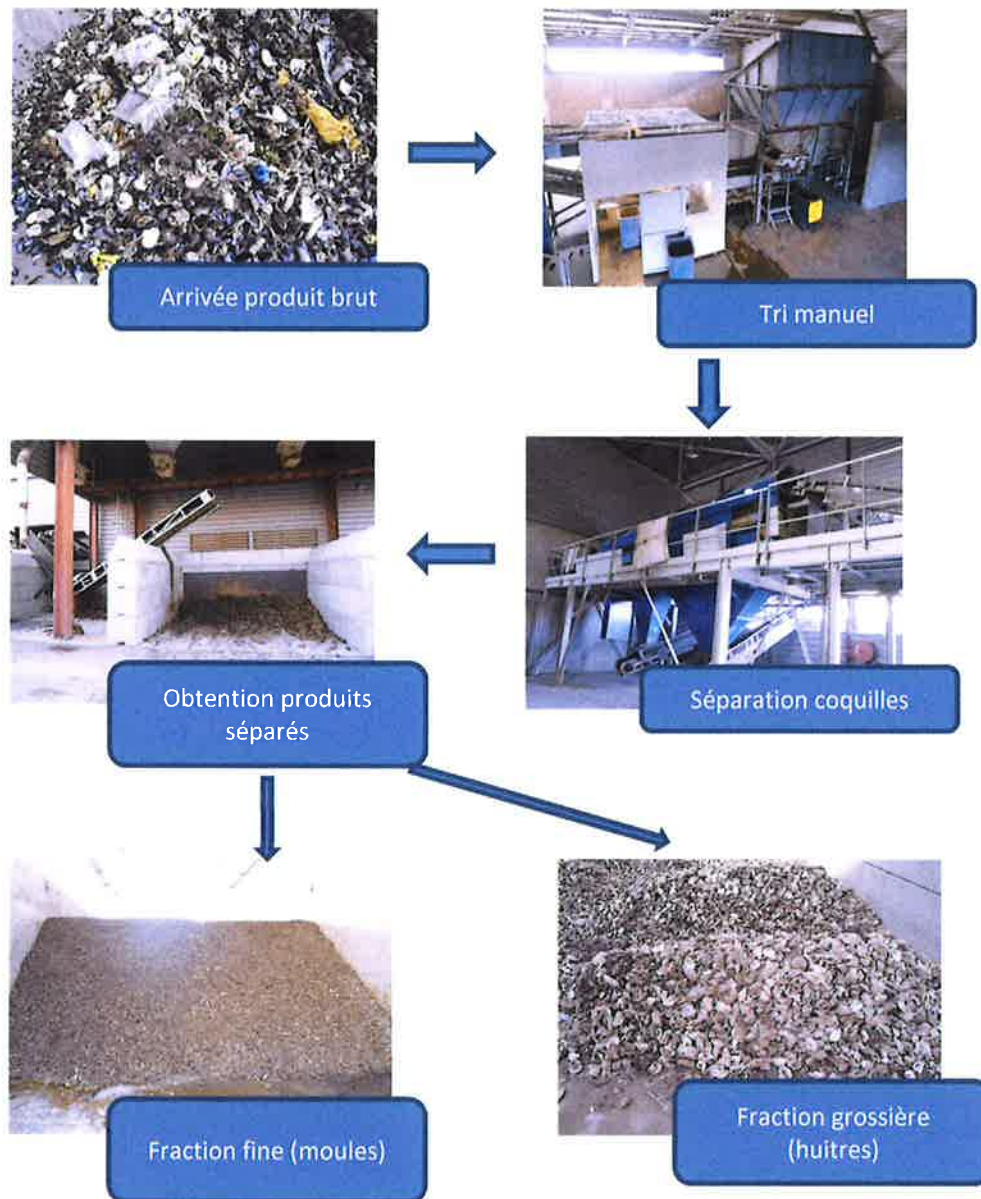 Arrivée produit brut
Tri manuel
Obtention produits
séparés
Séparation coquilles
Fraction fine (moules)
Fraction grossière
(huitres)